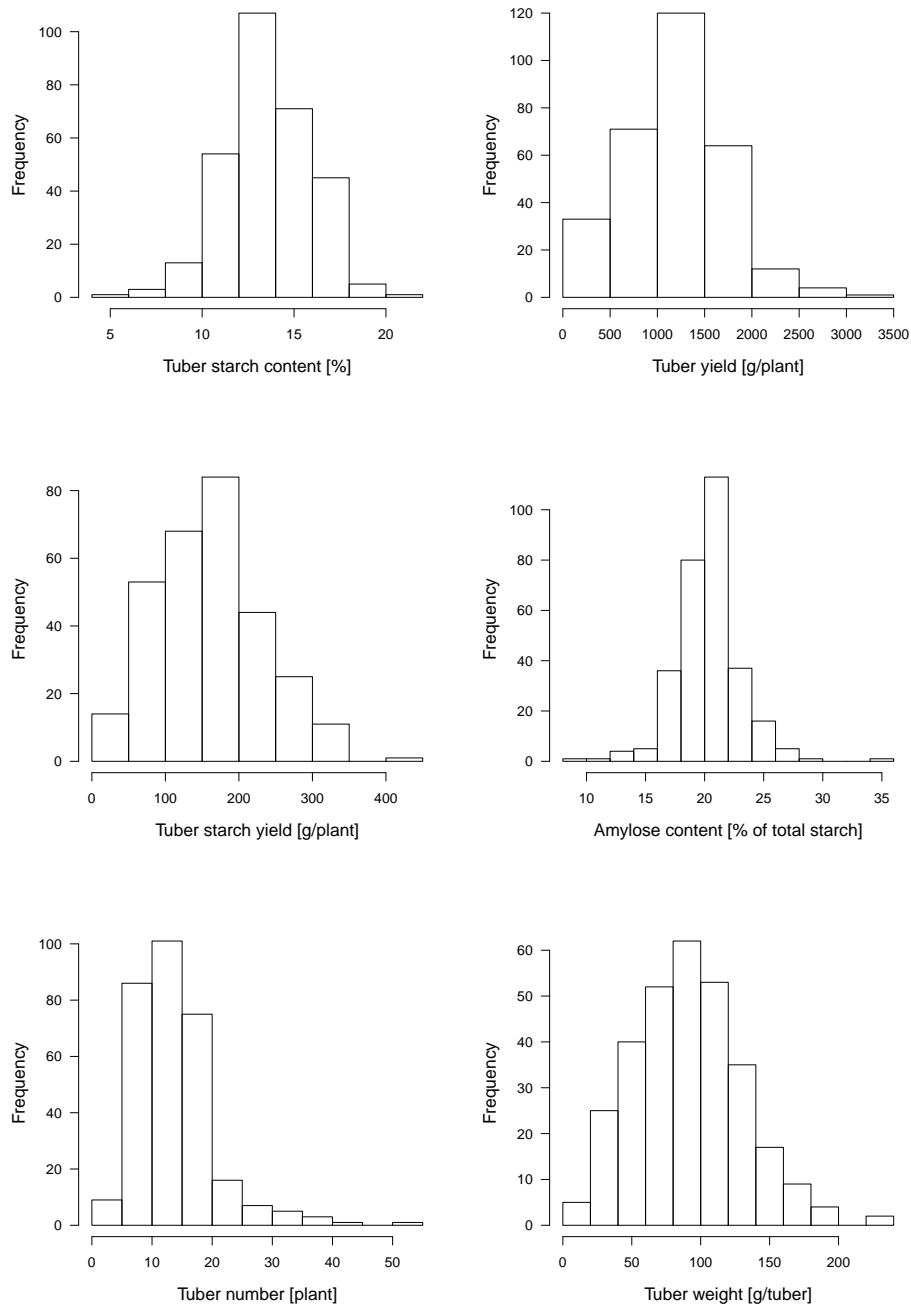 Frequency
100
80
60
40
20
0
5 10 15 20
Tuber starch content [%]
Frequency
120
100
80
60
40
20
0
0 500 1000 1500 2000 2500 3000 3500
Tuber yield [g/plant]
Frequency
80
60
40
20
0
0 100 200 300 400
Tuber starch yield [g/plant]
Frequency
100
80
60
40
20
0
10 15 20 25 30 35
Amylose content [% of total starch]
Frequency
100
80
60
40
20
0
0 10 20 30 40 50
Tuber number [plant]
Frequency
60
50
40
30
20
10
0
0 50 100 150 200
Tuber weight [g/tuber]